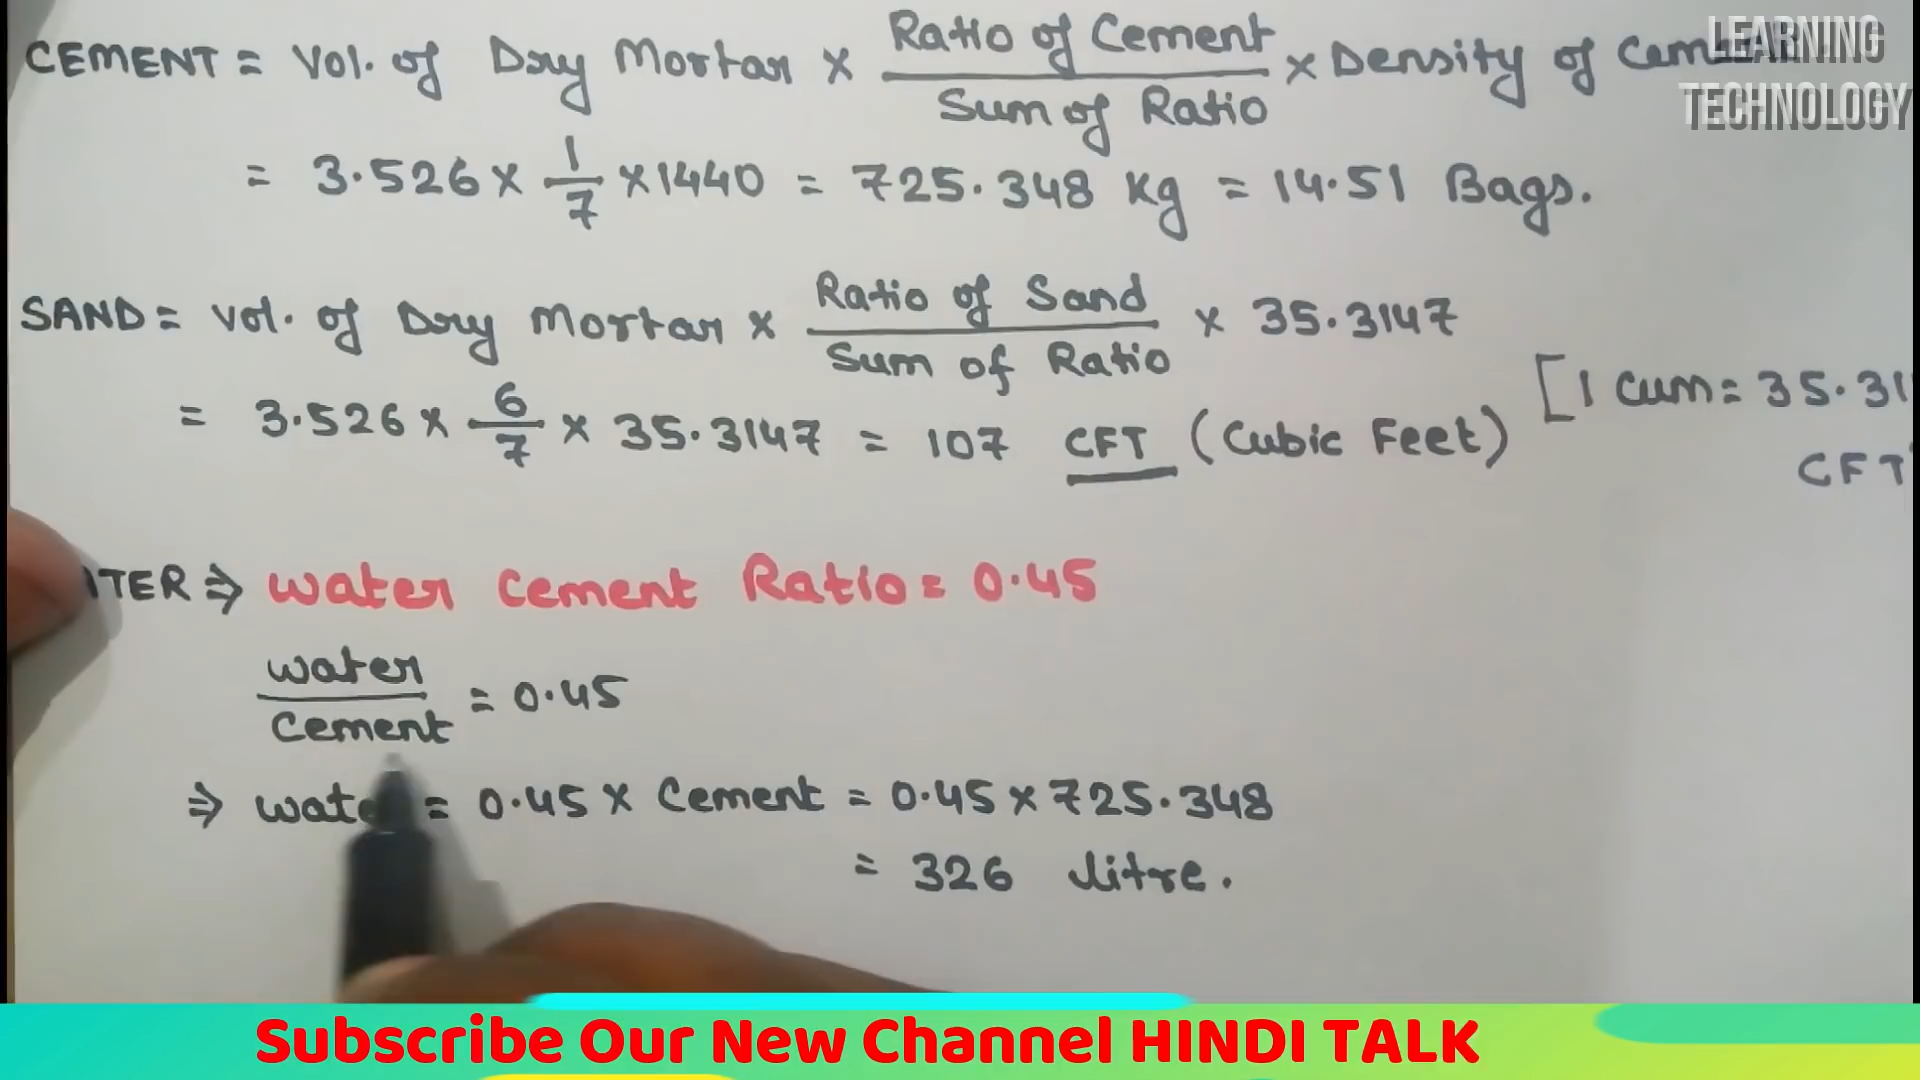 CEMENT = Vol. of Dry Mortar × Ratio of Cement / Sum of Ratio × Density of
= 3.526 × 1/7 × 1440 = 725.348 Kg = 14.51 Bags.
SAND = Vol. of Dry Mortar × Ratio of Sand / Sum of Ratio × 35.3147
= 3.526 × 6/7 × 35.3147 = 107 CFT (Cubic Feet)
[1 Cum = 35.31
CFT
TER ⇒ Water Cement Ratio = 0.45
Water / Cement = 0.45
⇒ Wate = 0.45 × Cement = 0.45 × 725.348
= 326 litre.
LEARNING
TECHNOLOGY
Subscribe Our New Channel HINDI TALK